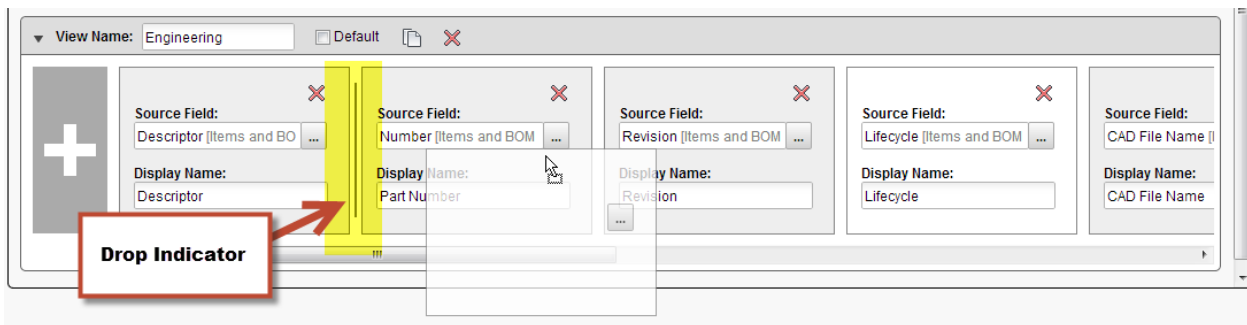 View Name: Engineering Default
Source Field: Source Field: Source Field: Source Field: Source Field:
Descriptor [Items and BO ... Number [Items and BOM ... Revision [Items and BOM ... Lifecycle [Items and BOM ... CAD File Name [
Display Name: Display Name: Display Name: Display Name: Display Name:
Descriptor Part Number Revision Lifecycle CAD File Name
...
Drop Indicator